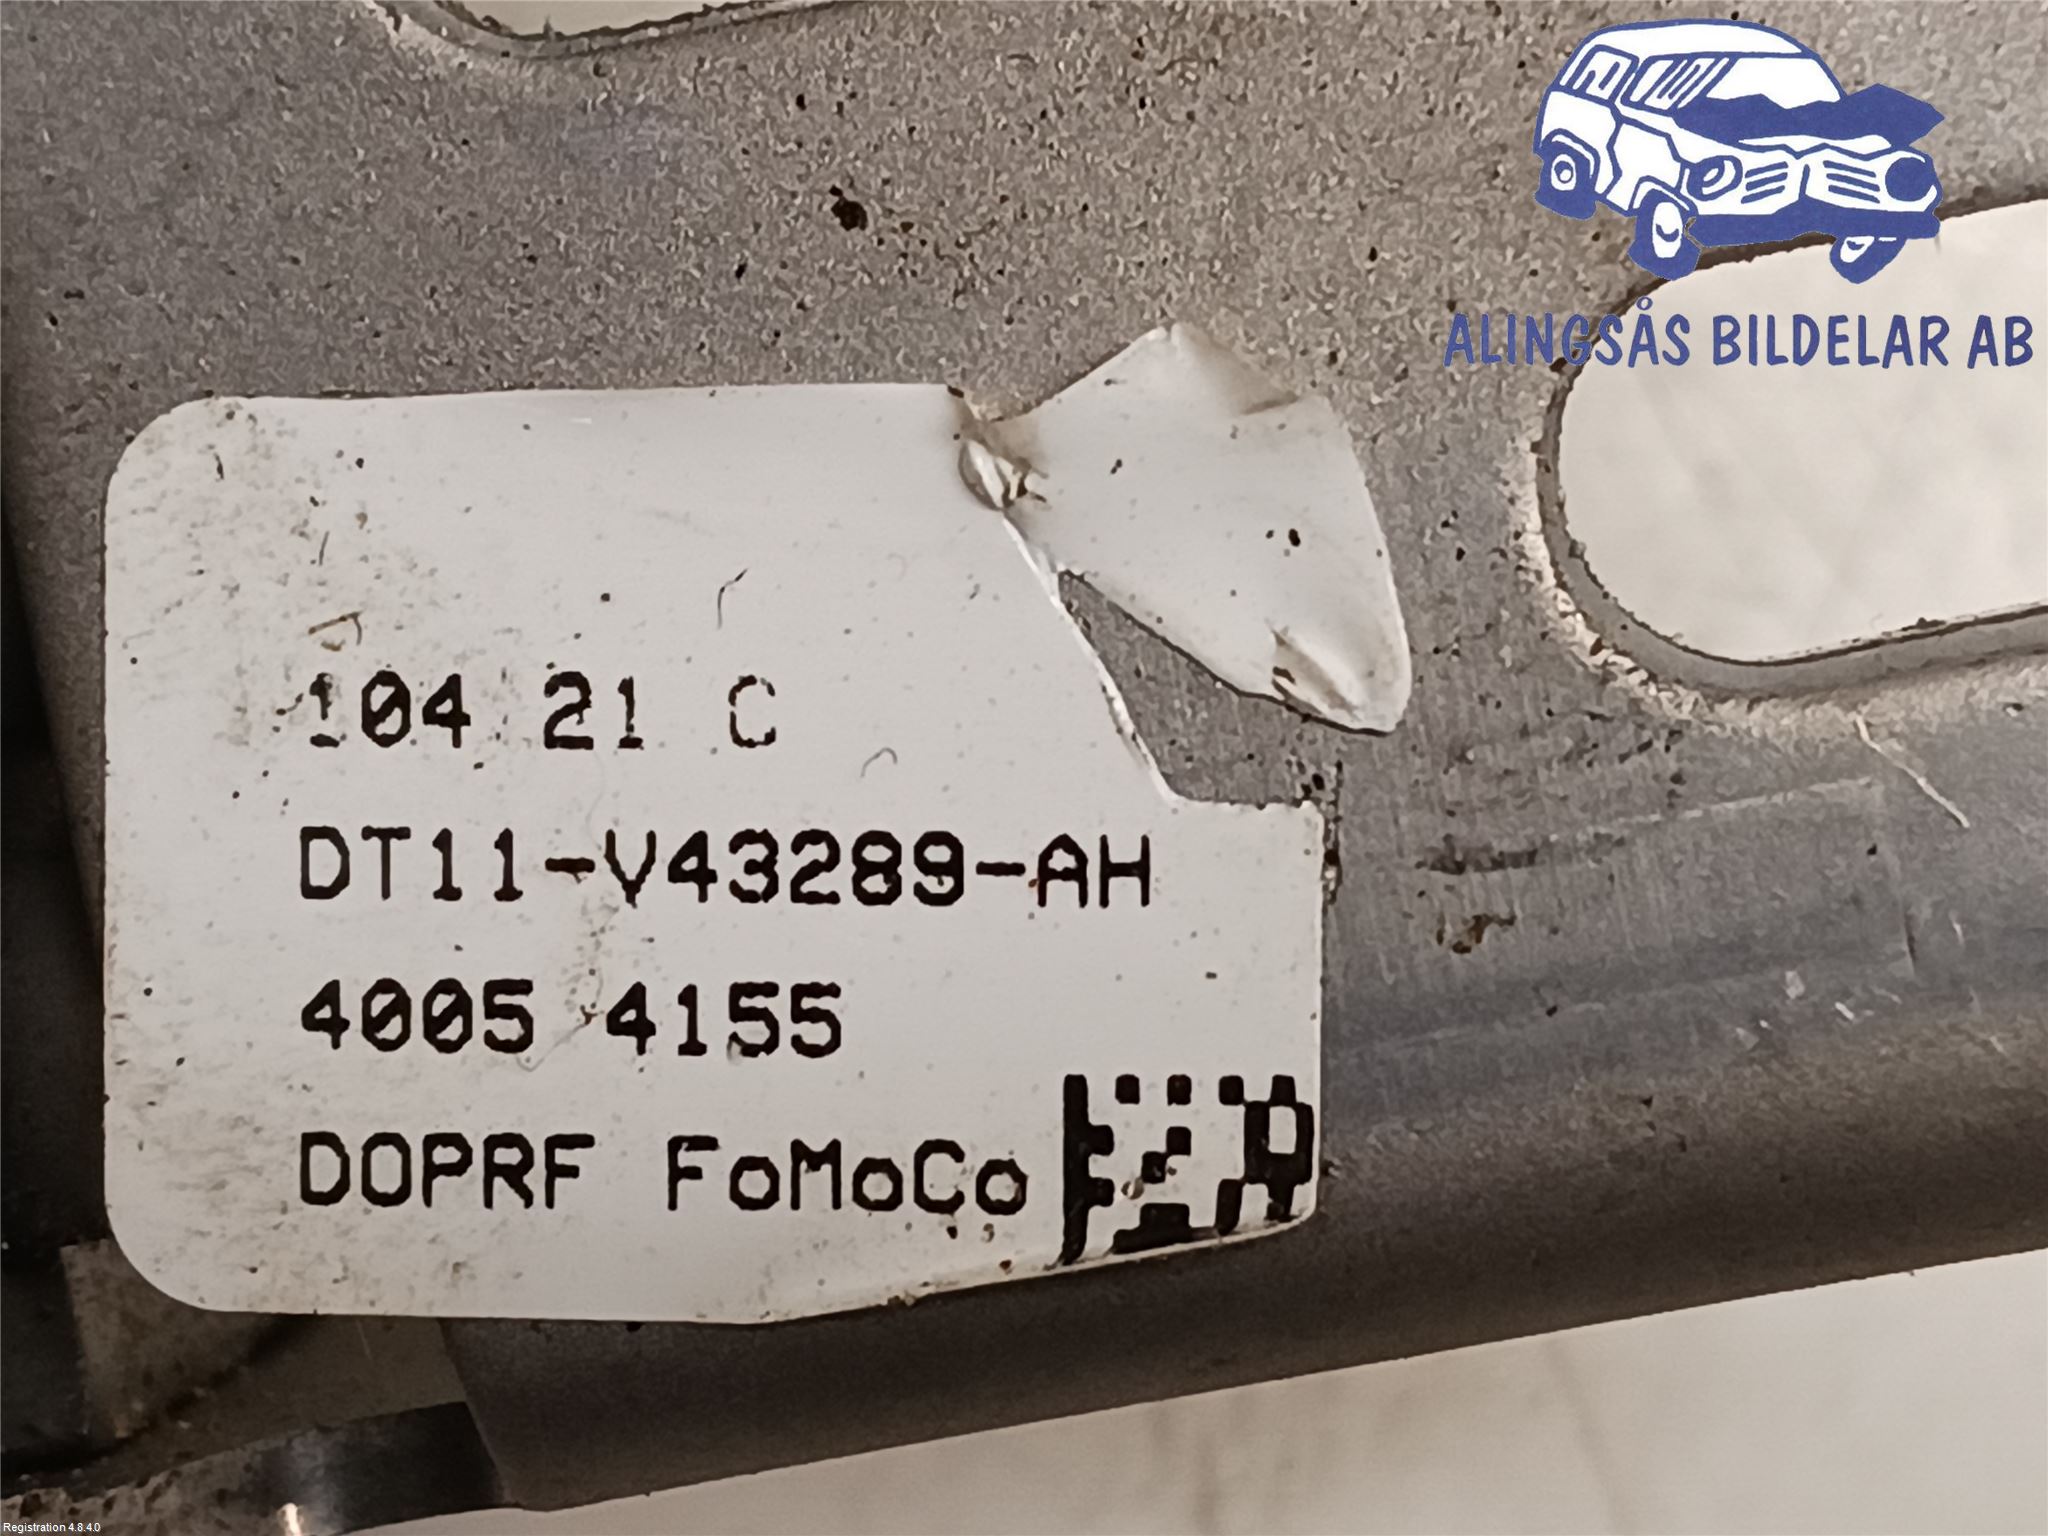 ALINGSÅS BILDELAR AB
104 21 C
DT11-V43289-AH
4005 4155
DOPRF FoMoCo
Registration 4.8.4.0